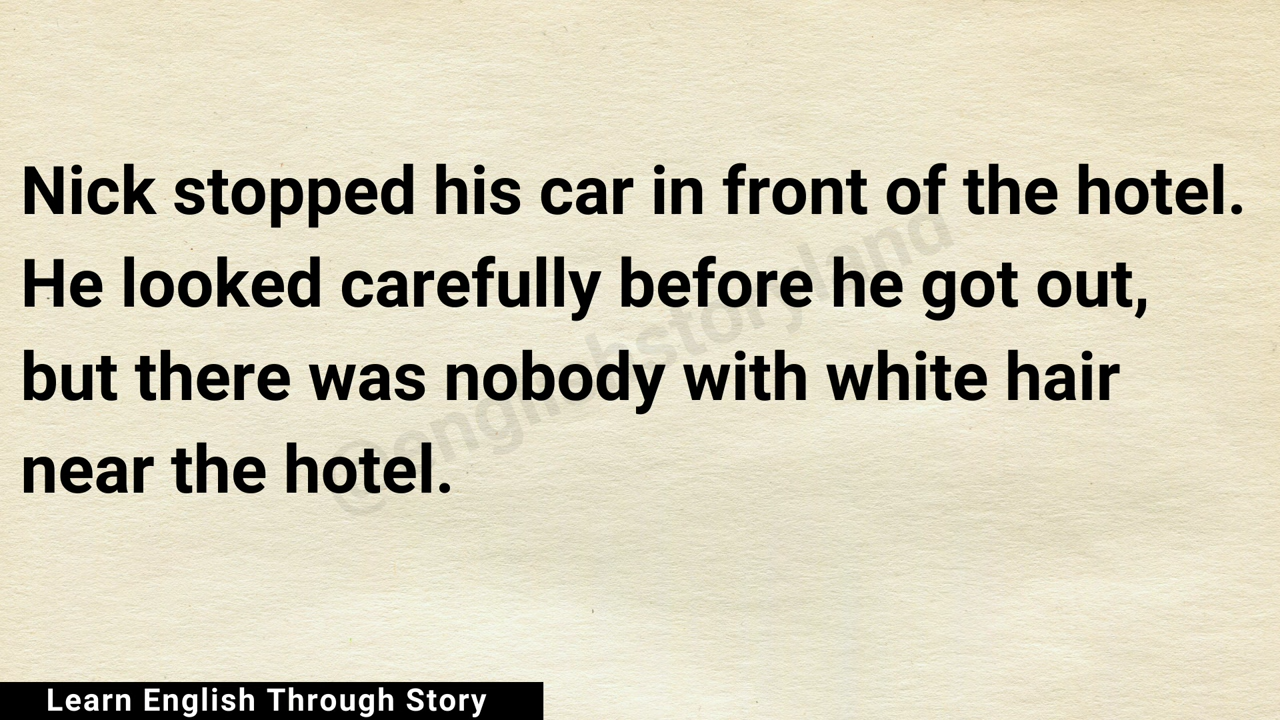 Nick stopped his car in front of the hotel.
He looked carefully before he got out,
but there was nobody with white hair
near the hotel.
@englishstoryland
Learn English Through Story